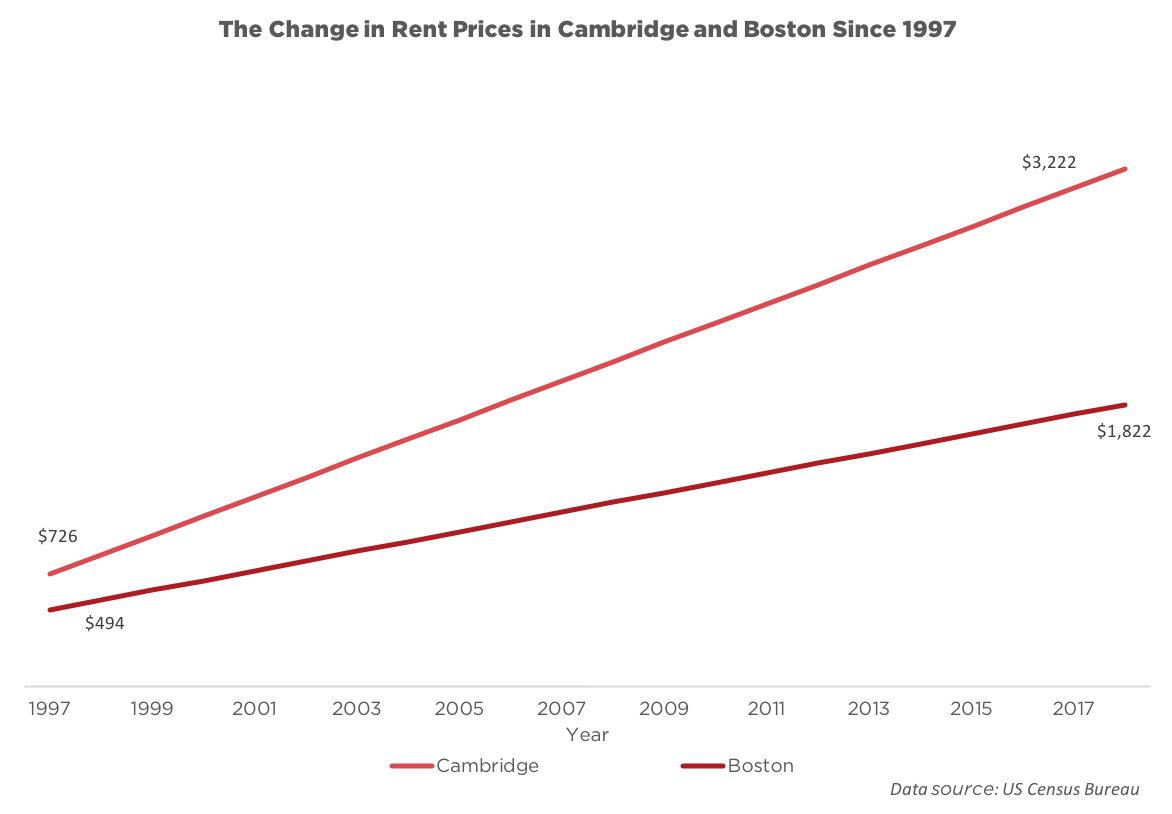 The Change in Rent Prices in Cambridge and Boston Since 1997
$3,222
$1,822
$726
$494
1997 1999 2001 2003 2005 2007 2009 2011 2013 2015 2017
Year
Cambridge Boston
Data source: US Census Bureau